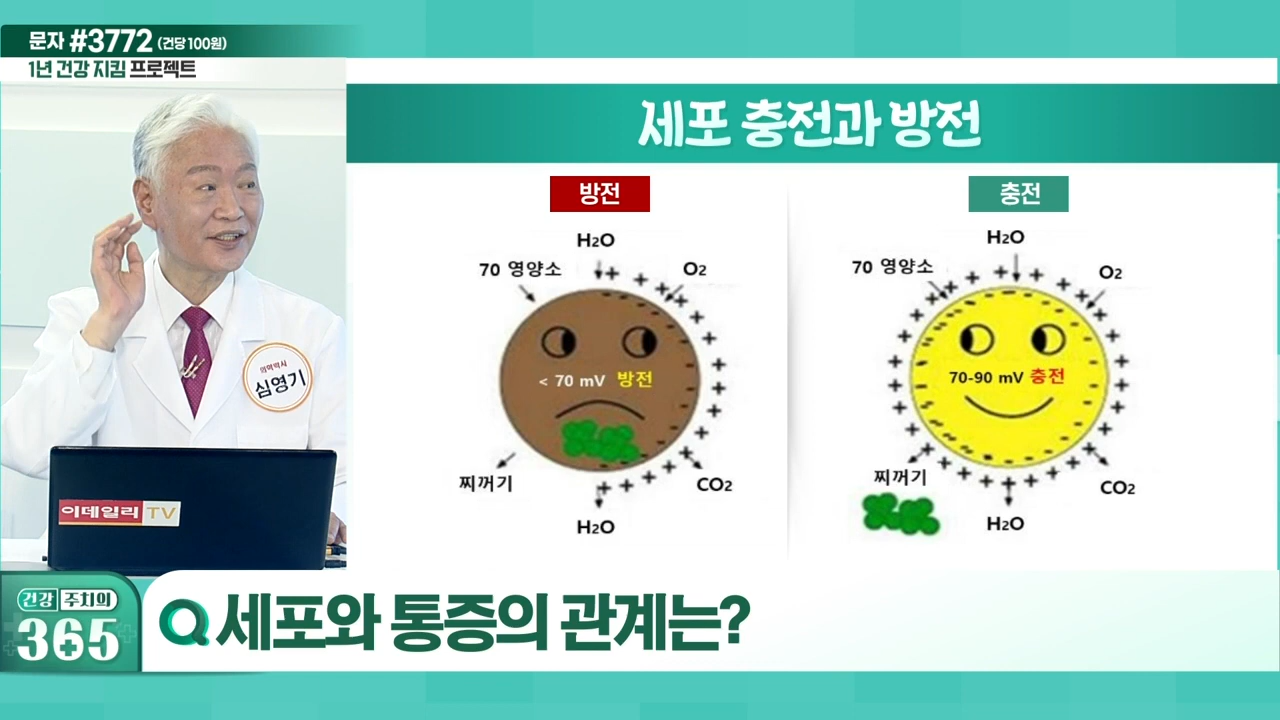 문자 #3772 (건당 100원)
1년 건강 지킴 프로젝트
세포 충전과 방전
방전
H2O
70 영양소
O2
< 70 mV 방전
찌꺼기
CO2
H2O
충전
H2O
70 영양소
O2
70-90 mV 충전
찌꺼기
CO2
H2O
의학박사
심영기
이데일리 TV
건강 주치의
365
Q 세포와 통증의 관계는?